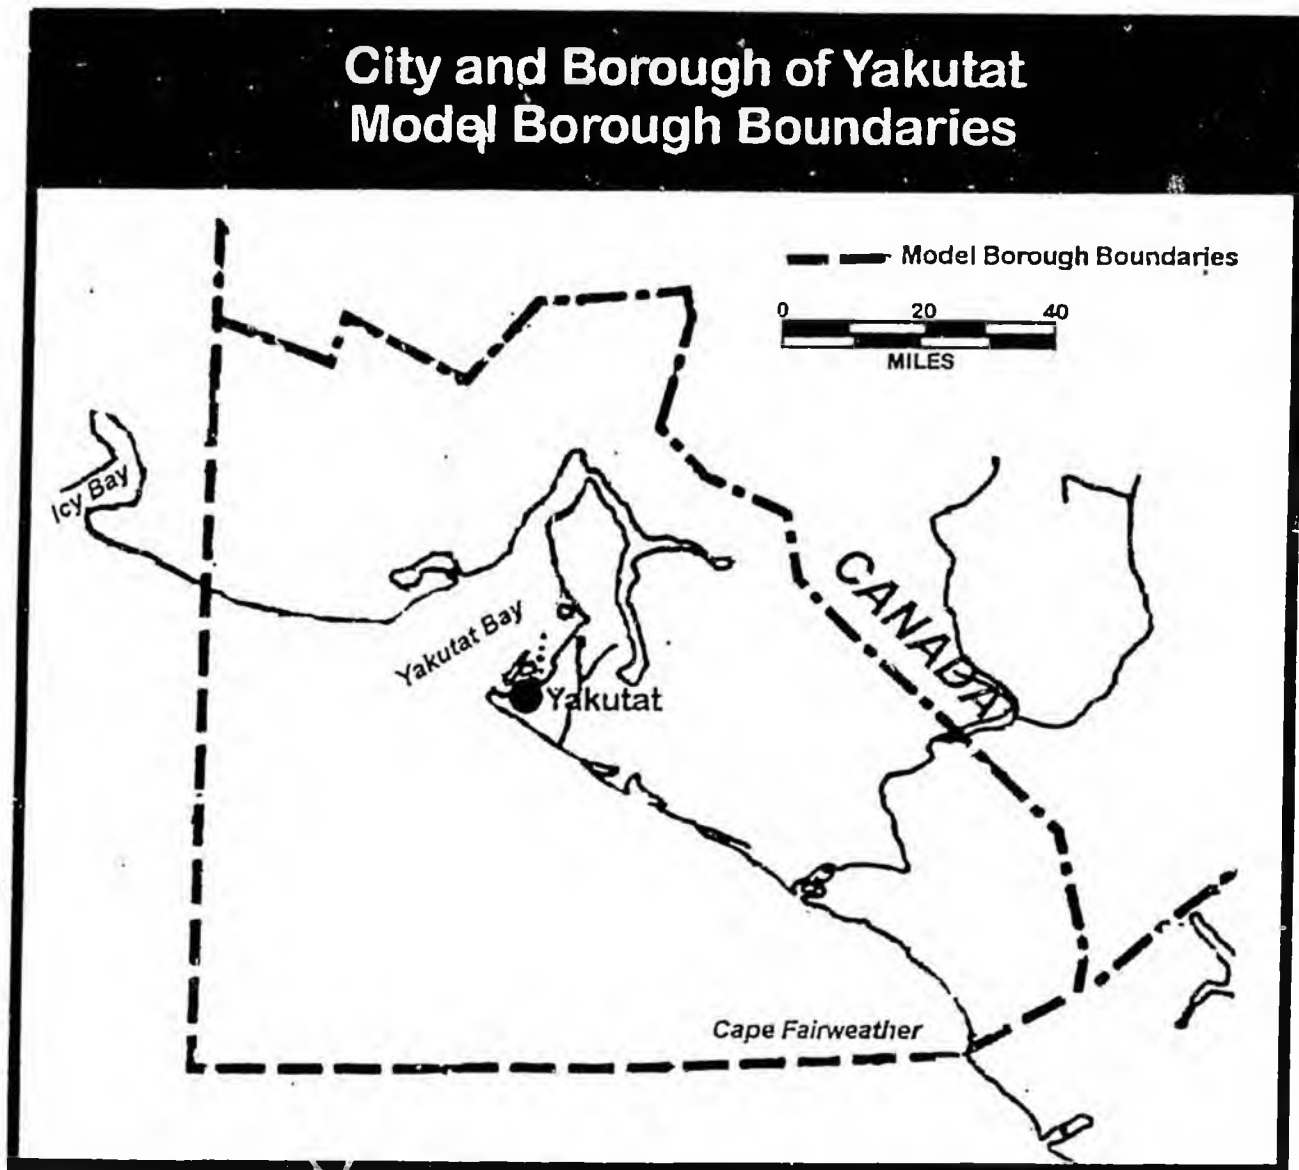 City and Borough of Yakutat
Model Borough Boundaries
Model Borough Boundaries
0 20 40
MILES
Icy Bay
CANADA
Yakutat Bay
Yakutat
Cape Fairweather